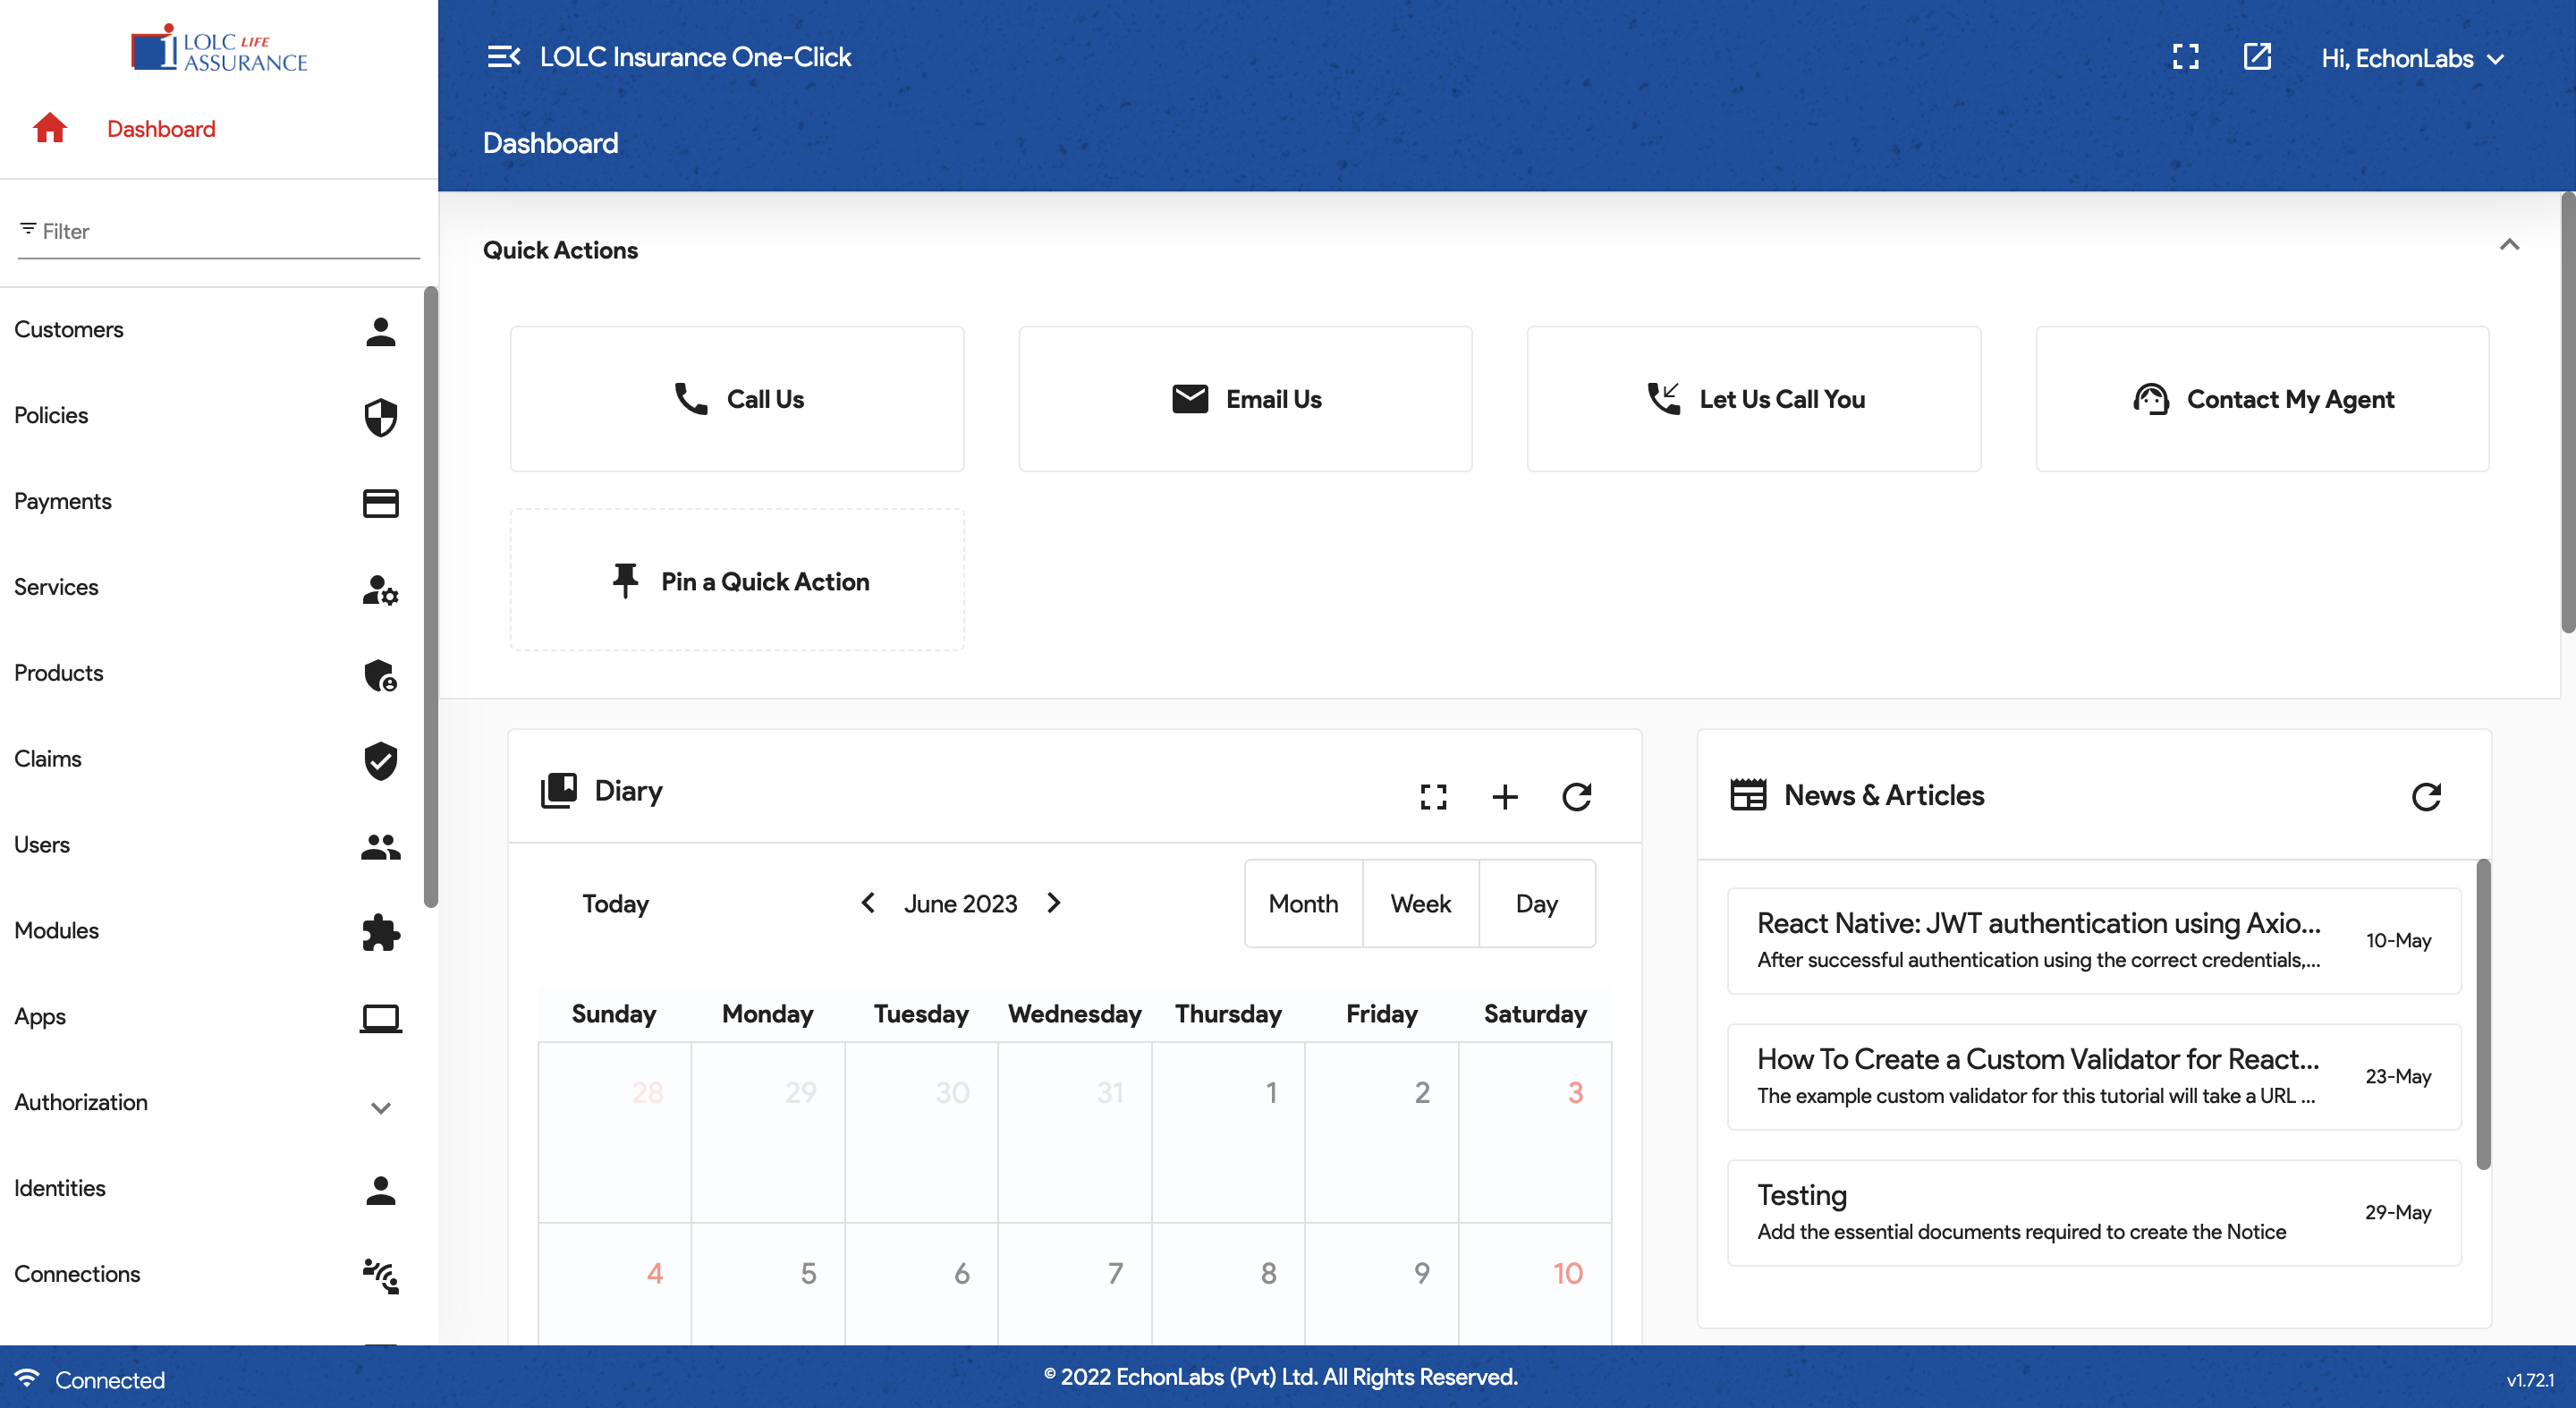 LOLC LIFE
ASSURANCE
Dashboard
Filter
Customers
Policies
Payments
Services
Products
Claims
Users
Modules
Apps
Authorization
Identities
Connections
Connected
LOLC Insurance One-Click
Hi, EchonLabs
Dashboard
Quick Actions
Call Us
Email Us
Let Us Call You
Contact My Agent
Pin a Quick Action
Diary
Today
June 2023
Month
Week
Day
Sunday Monday Tuesday Wednesday Thursday Friday Saturday
28 29 30 31 1 2 3
4 5 6 7 8 9 10
News & Articles
React Native: JWT authentication using Axio...
After successful authentication using the correct credentials,...
10-May
How To Create a Custom Validator for React...
The example custom validator for this tutorial will take a URL ...
23-May
Testing
Add the essential documents required to create the Notice
29-May
© 2022 EchonLabs (Pvt) Ltd. All Rights Reserved.
v1.72.1